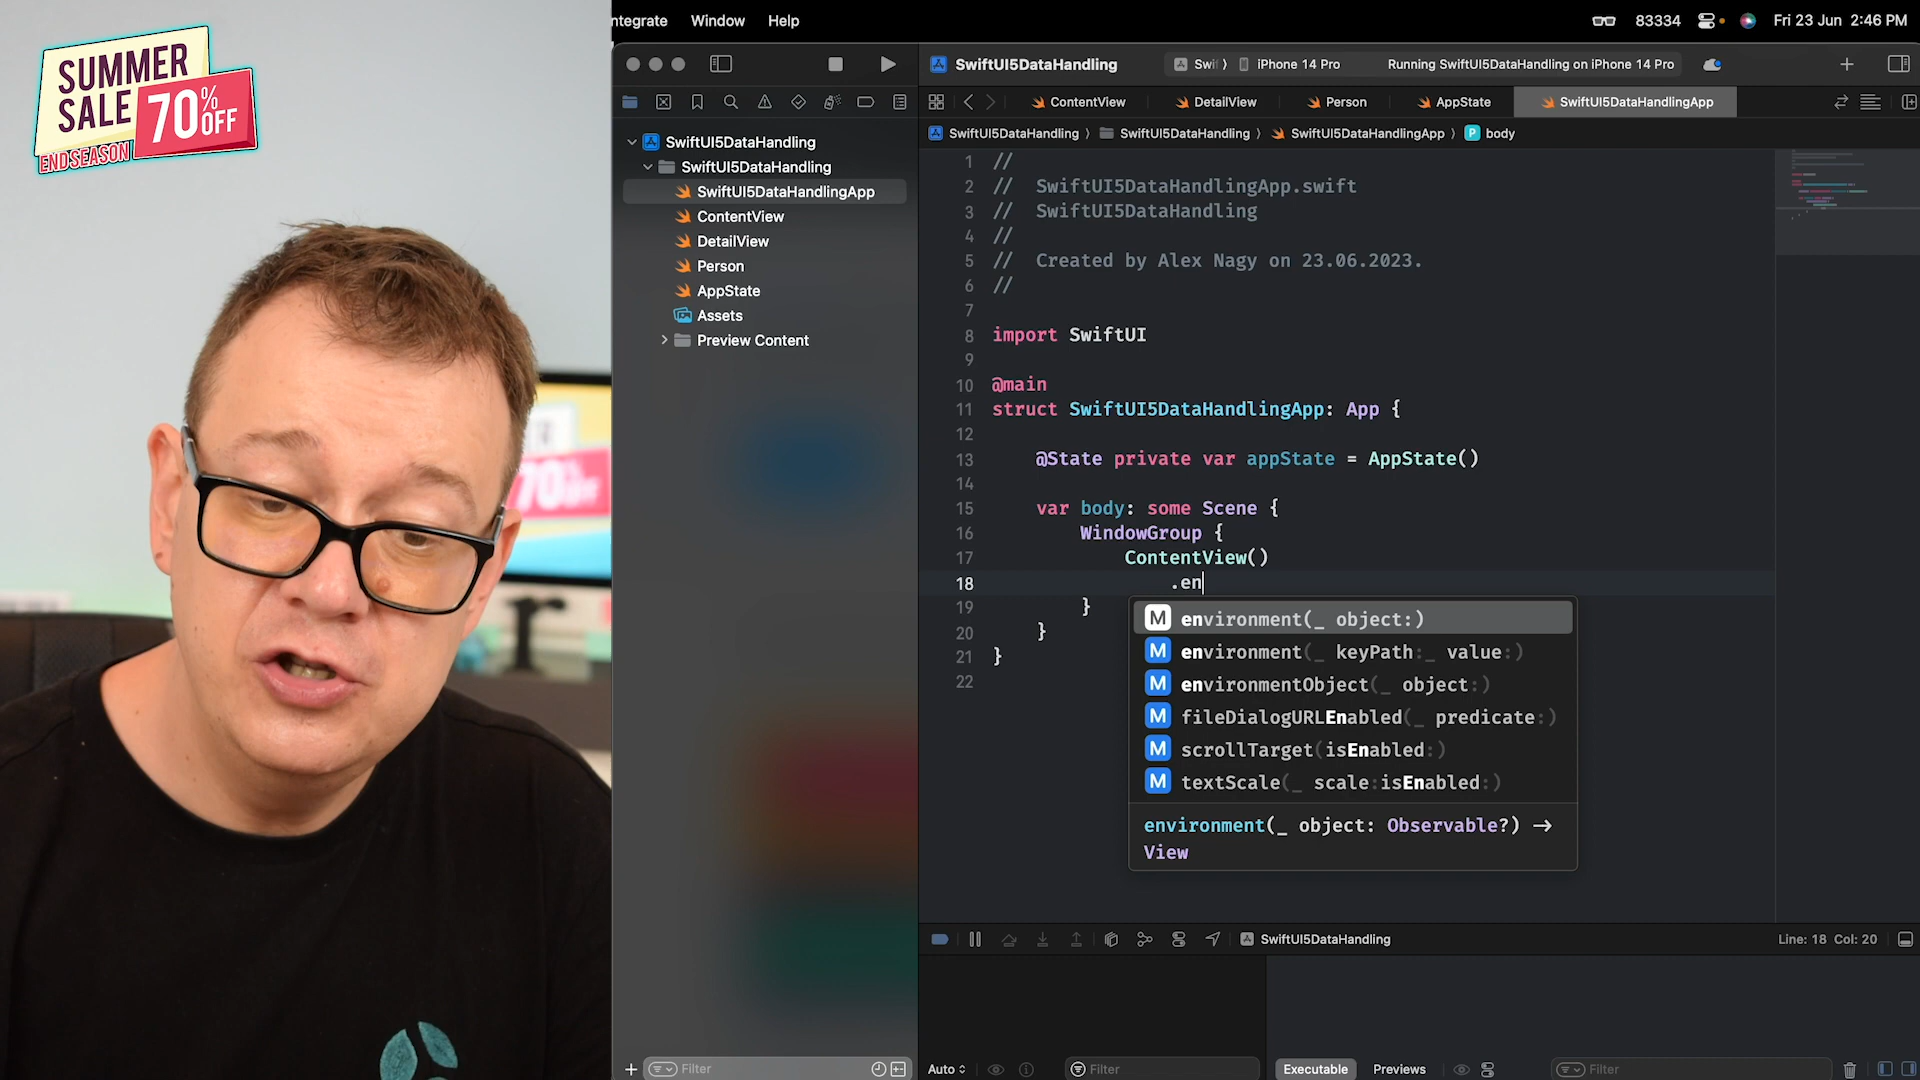 SUMMER
SALE 70% OFF
END SEASON
70%
ntegrate Window Help
83334 Fri 23 Jun 2:46 PM
SwiftUI5DataHandling
Swif iPhone 14 Pro Running SwiftUI5DataHandling on iPhone 14 Pro
ContentView DetailView Person AppState SwiftUI5DataHandlingApp
SwiftUI5DataHandling SwiftUI5DataHandling SwiftUI5DataHandlingApp P body
SwiftUI5DataHandling
SwiftUI5DataHandling
SwiftUI5DataHandlingApp
ContentView
DetailView
Person
AppState
Assets
Preview Content
1 //
2 // SwiftUI5DataHandlingApp.swift
3 // SwiftUI5DataHandling
4 //
5 // Created by Alex Nagy on 23.06.2023.
6 //
7
8 import SwiftUI
9
10 @main
11 struct SwiftUI5DataHandlingApp: App {
12
13 @State private var appState = AppState()
14
15 var body: some Scene {
16 WindowGroup {
17 ContentView()
18 .en
19 }
20 }
21 }
22
M environment(_ object:)
M environment(_ keyPath:_ value:)
M environmentObject(_ object:)
M fileDialogURLEnabled(_ predicate:)
M scrollTarget(isEnabled:)
M textScale(_ scale:isEnabled:)
environment(_ object: Observable?) →
View
SwiftUI5DataHandling
Line: 18 Col: 20
Filter
Auto Filter
Executable Previews Filter